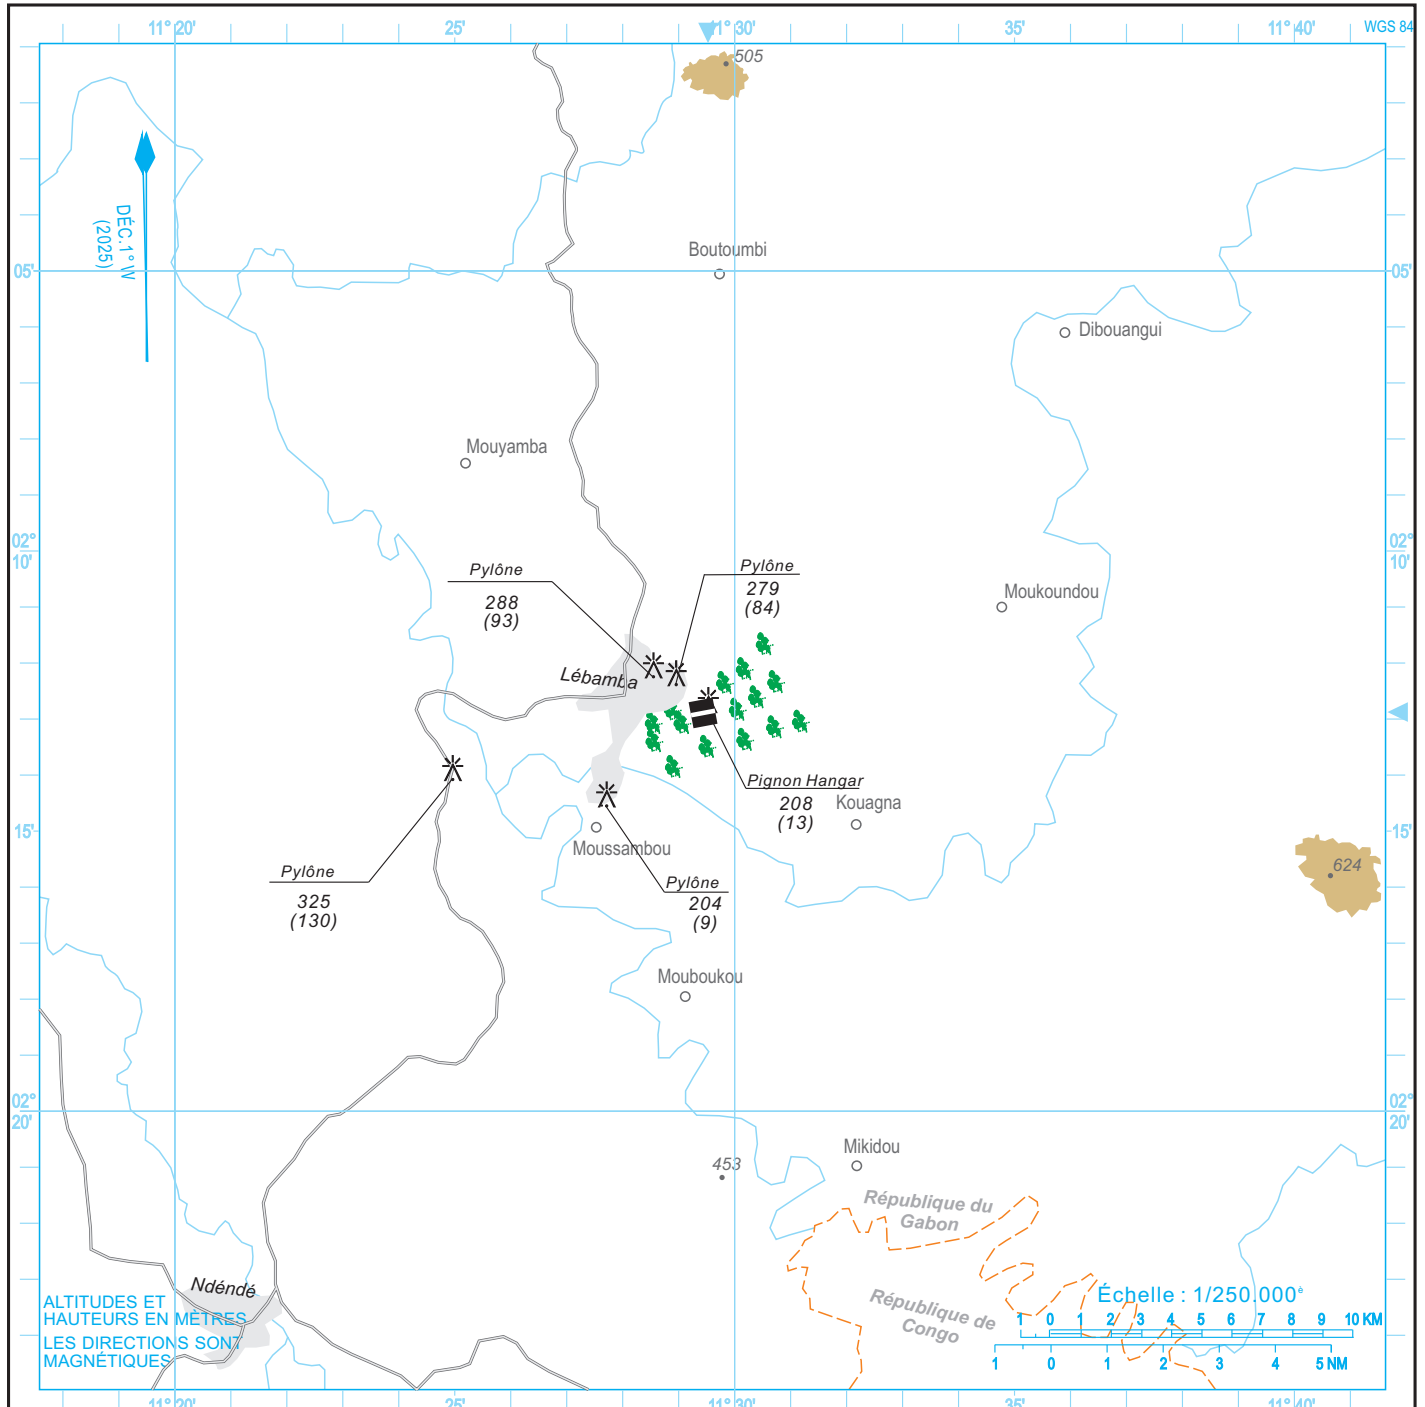 11° 20'
25'
11° 30'
35'
11° 40'
WGS 84
505
DÉC.1° W
(2025)
Boutoumbi
05'
05'
Dibouangui
Mouyamba
02°
10'
02°
10'
Pylône
288
(93)
Pylône
279
(84)
Moukoundou
Lébamba
Pignon Hangar
208
(13)
Kouagna
15'
15'
Moussambou
624
Pylône
325
(130)
Pylône
204
(9)
Mouboukou
02°
20'
02°
20'
Mikidou
453
République du
Gabon
Ndéndé
République de
Congo
ALTITUDES ET
HAUTEURS EN MÈTRES
LES DIRECTIONS SONT
MAGNÉTIQUES
Échelle : 1/250.000e
1 0 1 2 3 4 5 6 7 8 9 10 KM
1 0 1 2 3 4 5 NM
11° 20'
25'
11° 30'
35'
11° 40'